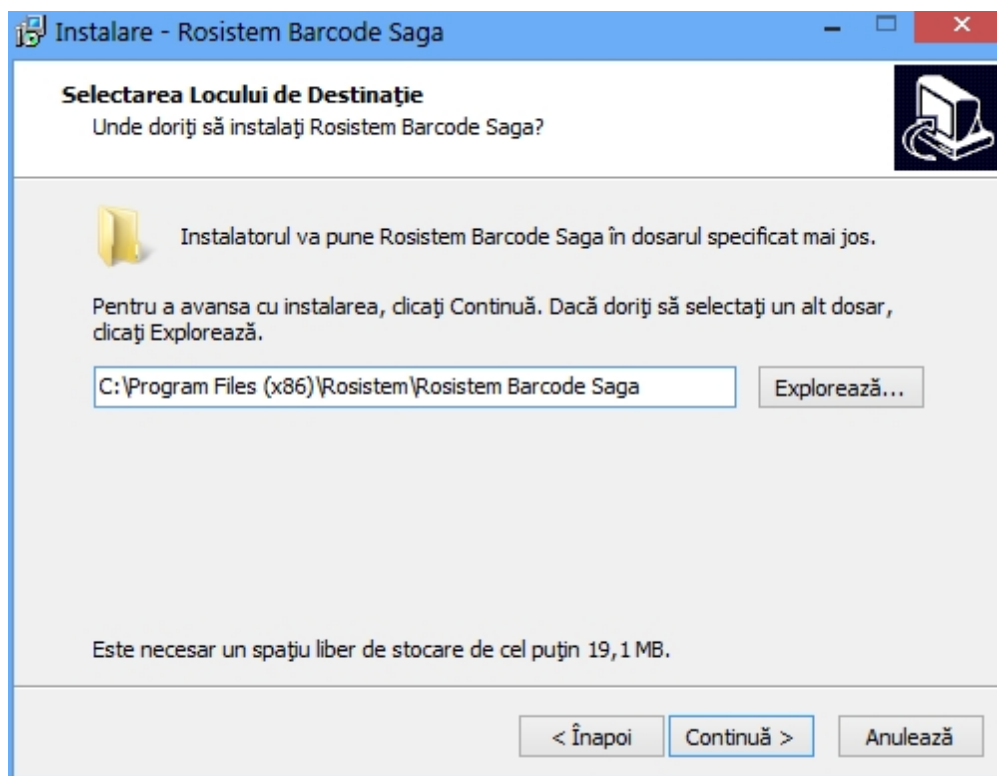 Instalare - Rosistem Barcode Saga
Selectarea Locului de Destinaţie
Unde doriţi să instalaţi Rosistem Barcode Saga?
Instalatorul va pune Rosistem Barcode Saga în dosarul specificat mai jos.
Pentru a avansa cu instalarea, clicaţi Continuă. Dacă doriţi să selectaţi un alt dosar,
clicaţi Explorează.
C:\Program Files (x86)\Rosistem\Rosistem Barcode Saga
Explorează...
Este necesar un spaţiu liber de stocare de cel puţin 19,1 MB.
< Înapoi
Continuă >
Anulează